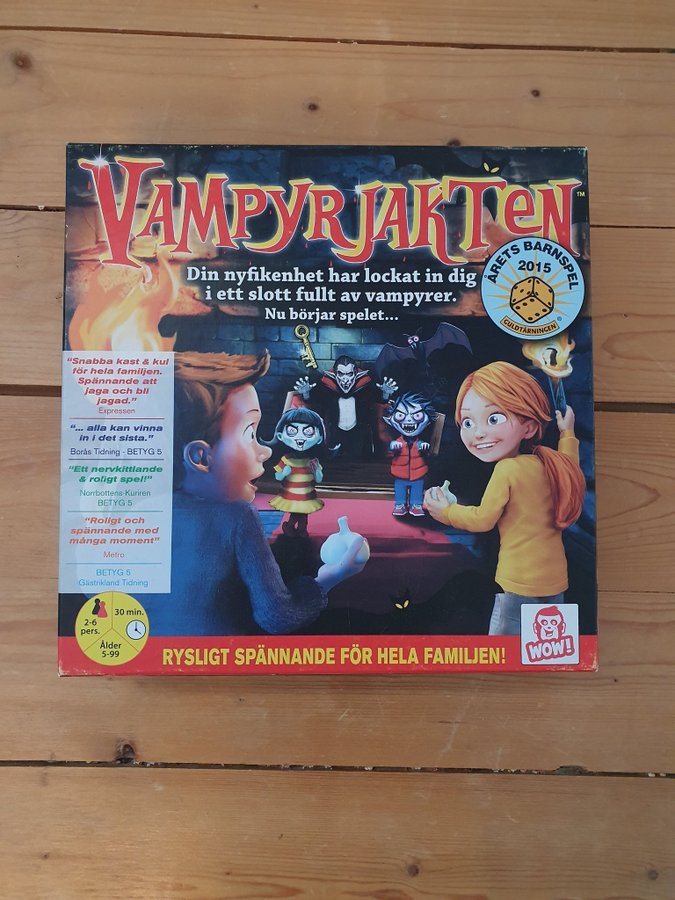 VAMPYRJAKTEN™
Din nyfikenhet har lockat in dig
i ett slott fullt av vampyrer.
Nu börjar spelet...
ÅRETS BARNSPEL
2015
GULDTÄRNINGEN
®
"Snabba kast & kul
för hela familjen.
Spännande att
jaga och bli
jagad."
Expressen
"... alla kan vinna
in i det sista."
Borås Tidning - BETYG 5
"Ett nervkittlande
& roligt spel!"
Norrbottens-Kuriren
BETYG 5
"Roligt och
spännande med
många moment"
Metro
BETYG 5
Gästrikland Tidning
2-6
pers.
30 min.
Ålder
5-99
RYSLIGT SPÄNNANDE FÖR HELA FAMILJEN!
WOW!